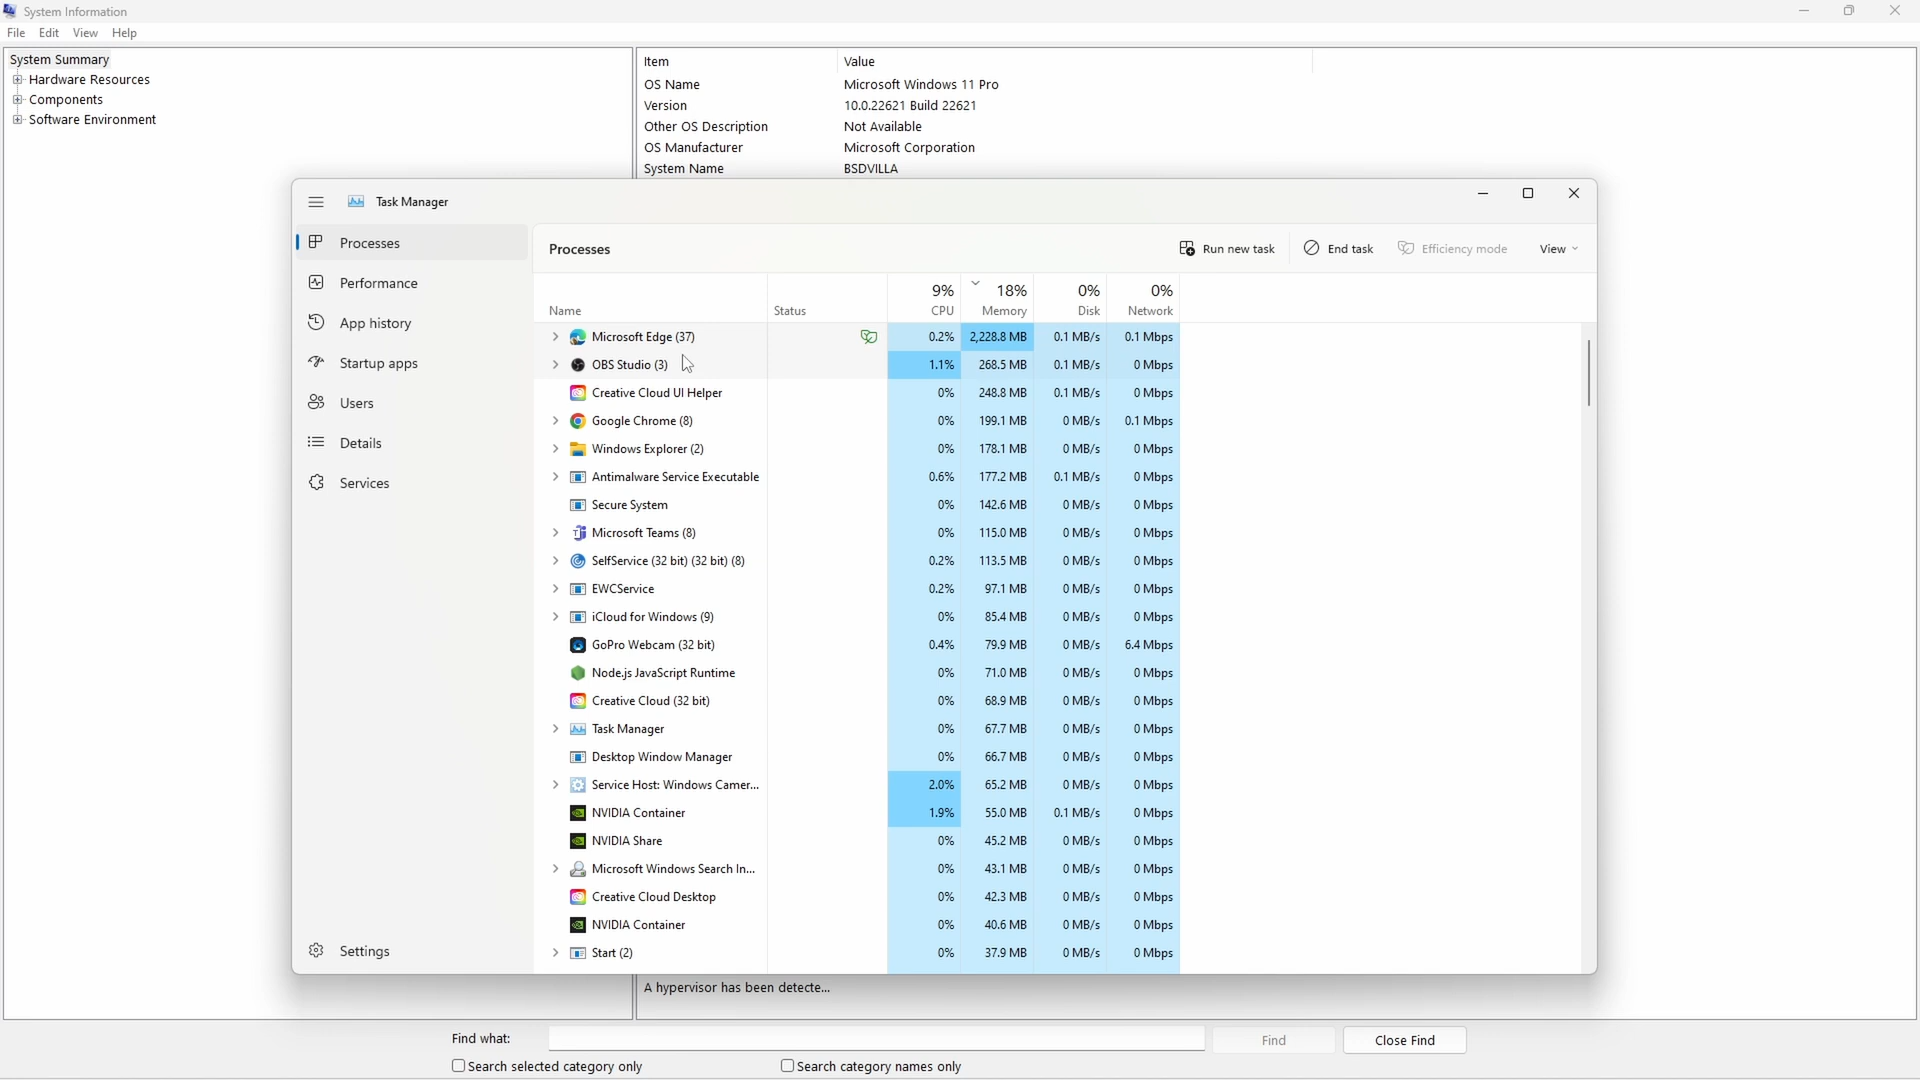 System Information
File Edit View Help
System Summary
Hardware Resources
Components
Software Environment
Item Value
OS Name Microsoft Windows 11 Pro
Version 10.0.22621 Build 22621
Other OS Description Not Available
OS Manufacturer Microsoft Corporation
System Name BSDVILLA
Task Manager
Processes
Performance
App history
Startup apps
Users
Details
Services
Settings
Processes Run new task End task Efficiency mode View
9% 18% 0% 0%
Name Status CPU Memory Disk Network
Microsoft Edge (37) 0.2% 2,228.8 MB 0.1 MB/s 0.1 Mbps
OBS Studio (3) 1.1% 268.5 MB 0.1 MB/s 0 Mbps
Creative Cloud UI Helper 0% 248.8 MB 0.1 MB/s 0 Mbps
Google Chrome (8) 0% 199.1 MB 0 MB/s 0.1 Mbps
Windows Explorer (2) 0% 178.1 MB 0 MB/s 0 Mbps
Antimalware Service Executable 0.6% 177.2 MB 0.1 MB/s 0 Mbps
Secure System 0% 142.6 MB 0 MB/s 0 Mbps
Microsoft Teams (8) 0% 115.0 MB 0 MB/s 0 Mbps
SelfService (32 bit) (32 bit) (8) 0.2% 113.5 MB 0 MB/s 0 Mbps
EWCService 0.2% 97.1 MB 0 MB/s 0 Mbps
iCloud for Windows (9) 0% 85.4 MB 0 MB/s 0 Mbps
GoPro Webcam (32 bit) 0.4% 79.9 MB 0 MB/s 6.4 Mbps
Node.js JavaScript Runtime 0% 71.0 MB 0 MB/s 0 Mbps
Creative Cloud (32 bit) 0% 68.9 MB 0 MB/s 0 Mbps
Task Manager 0% 67.7 MB 0 MB/s 0 Mbps
Desktop Window Manager 0% 66.7 MB 0 MB/s 0 Mbps
Service Host: Windows Camer... 2.0% 65.2 MB 0 MB/s 0 Mbps
NVIDIA Container 1.9% 55.0 MB 0.1 MB/s 0 Mbps
NVIDIA Share 0% 45.2 MB 0 MB/s 0 Mbps
Microsoft Windows Search In... 0% 43.1 MB 0 MB/s 0 Mbps
Creative Cloud Desktop 0% 42.3 MB 0 MB/s 0 Mbps
NVIDIA Container 0% 40.6 MB 0 MB/s 0 Mbps
Start (2) 0% 37.9 MB 0 MB/s 0 Mbps
A hypervisor has been detecte...
Find what: Find Close Find
Search selected category only Search category names only